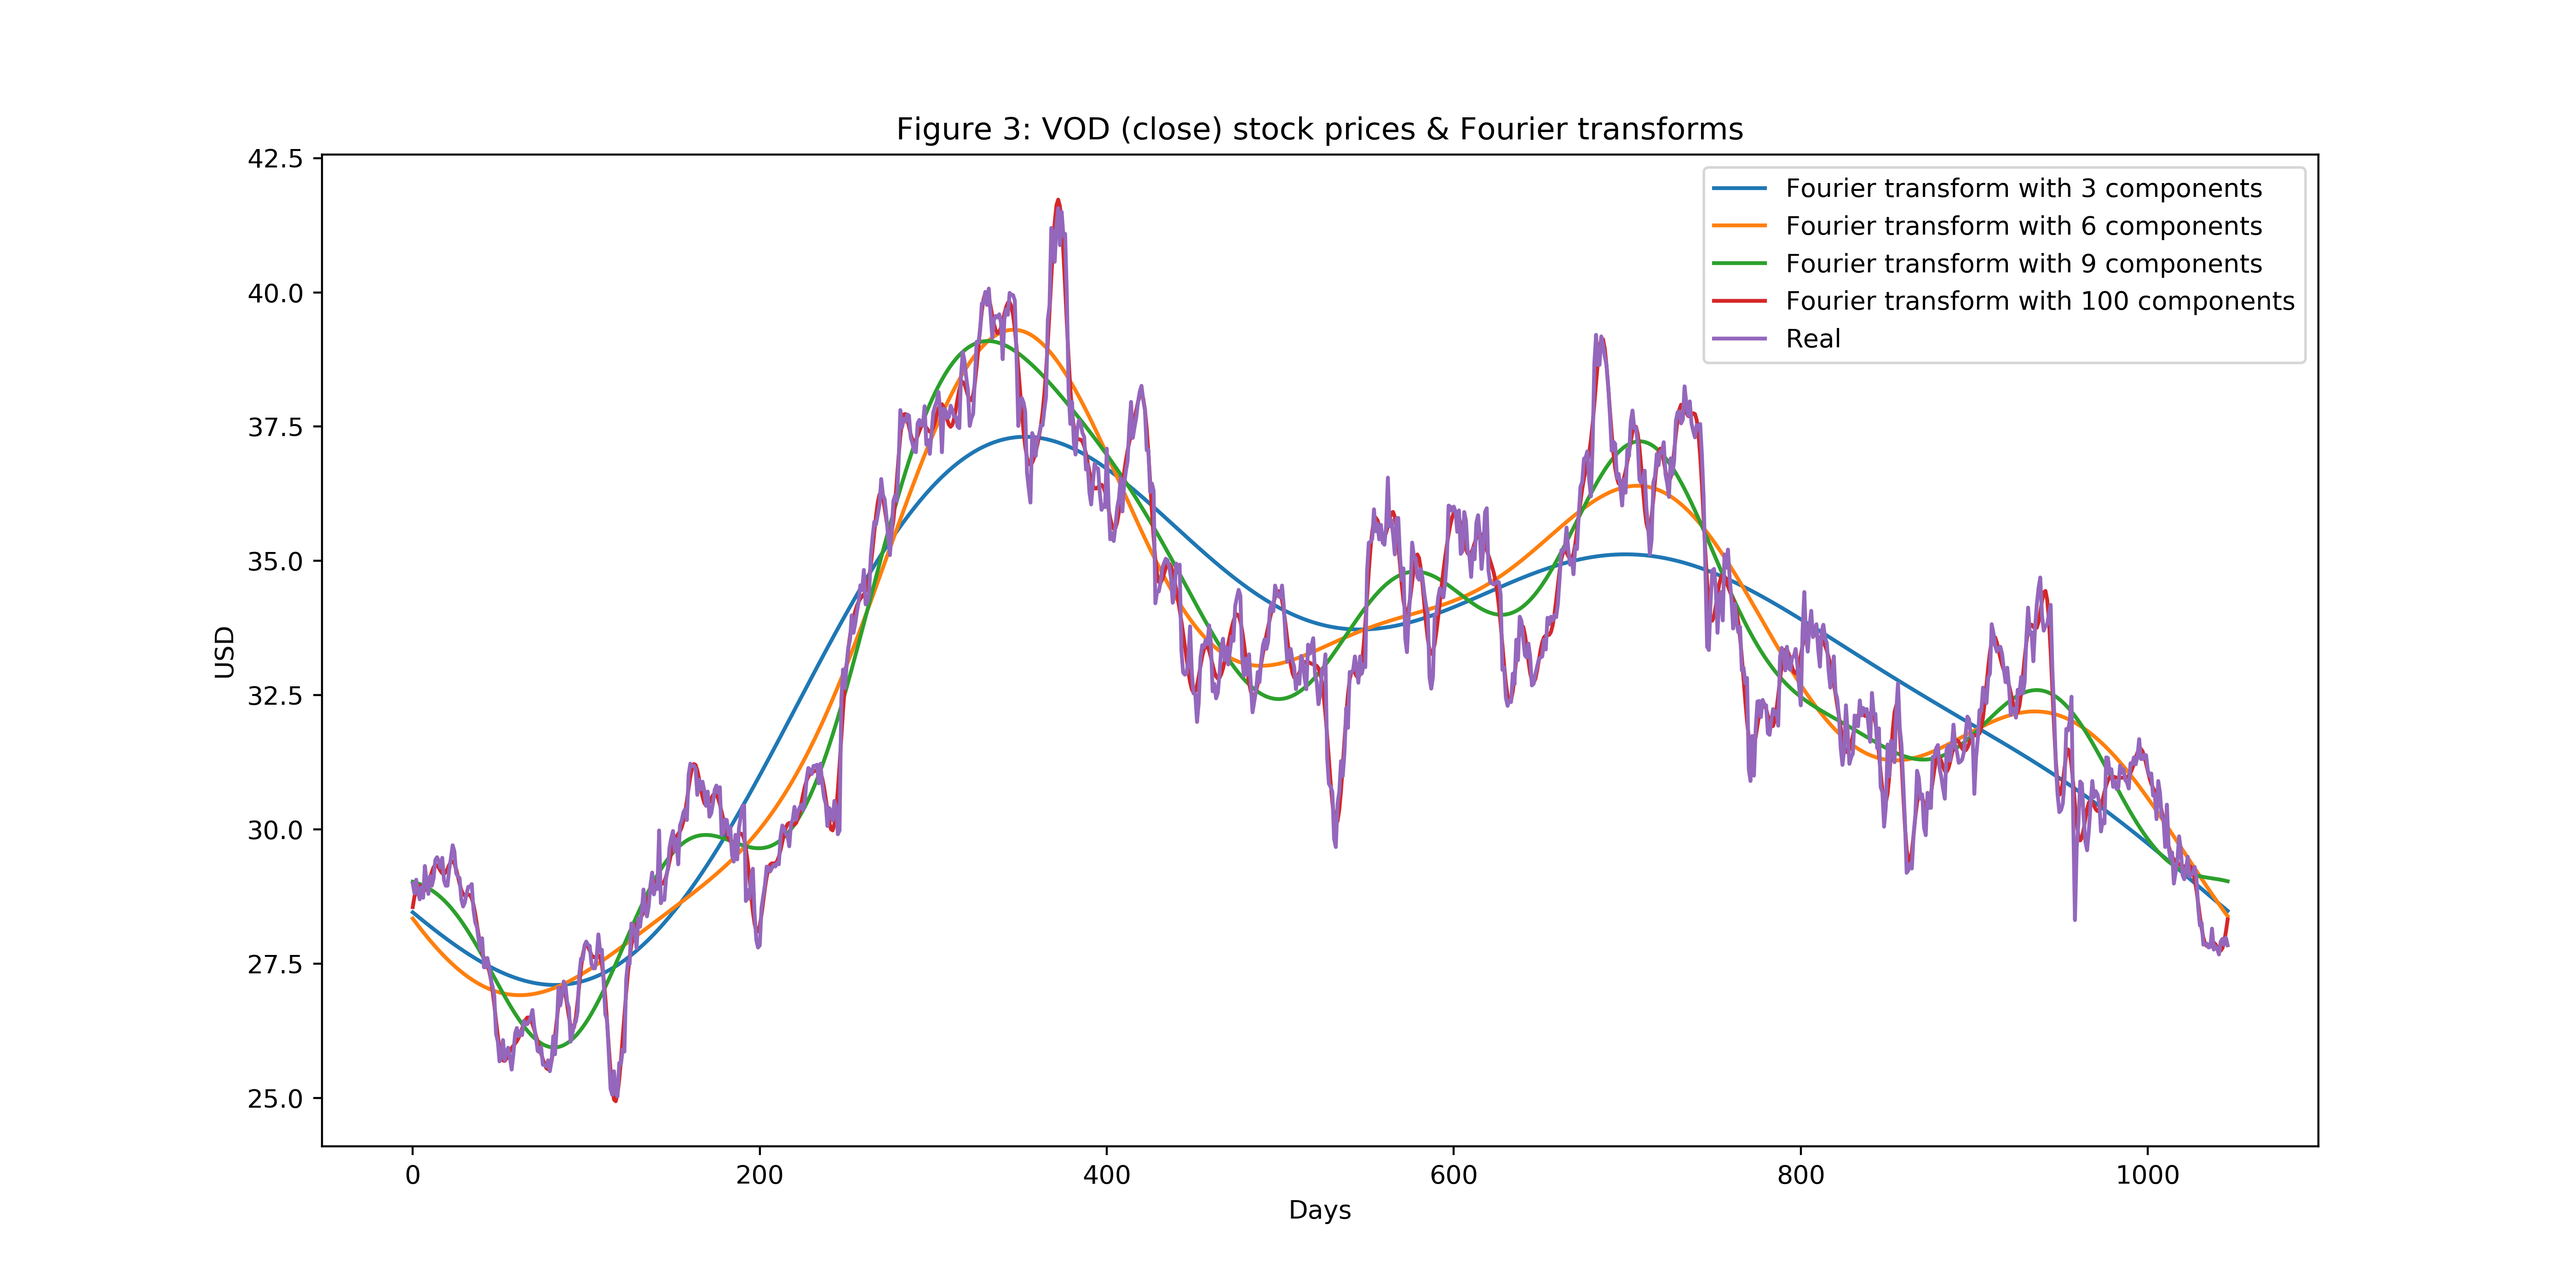 Figure 3: VOD (close) stock prices & Fourier transforms
42.5
40.0
37.5
35.0
32.5
30.0
27.5
25.0
USD
Fourier transform with 3 components
Fourier transform with 6 components
Fourier transform with 9 components
Fourier transform with 100 components
Real
0 200 400 600 800 1000
Days